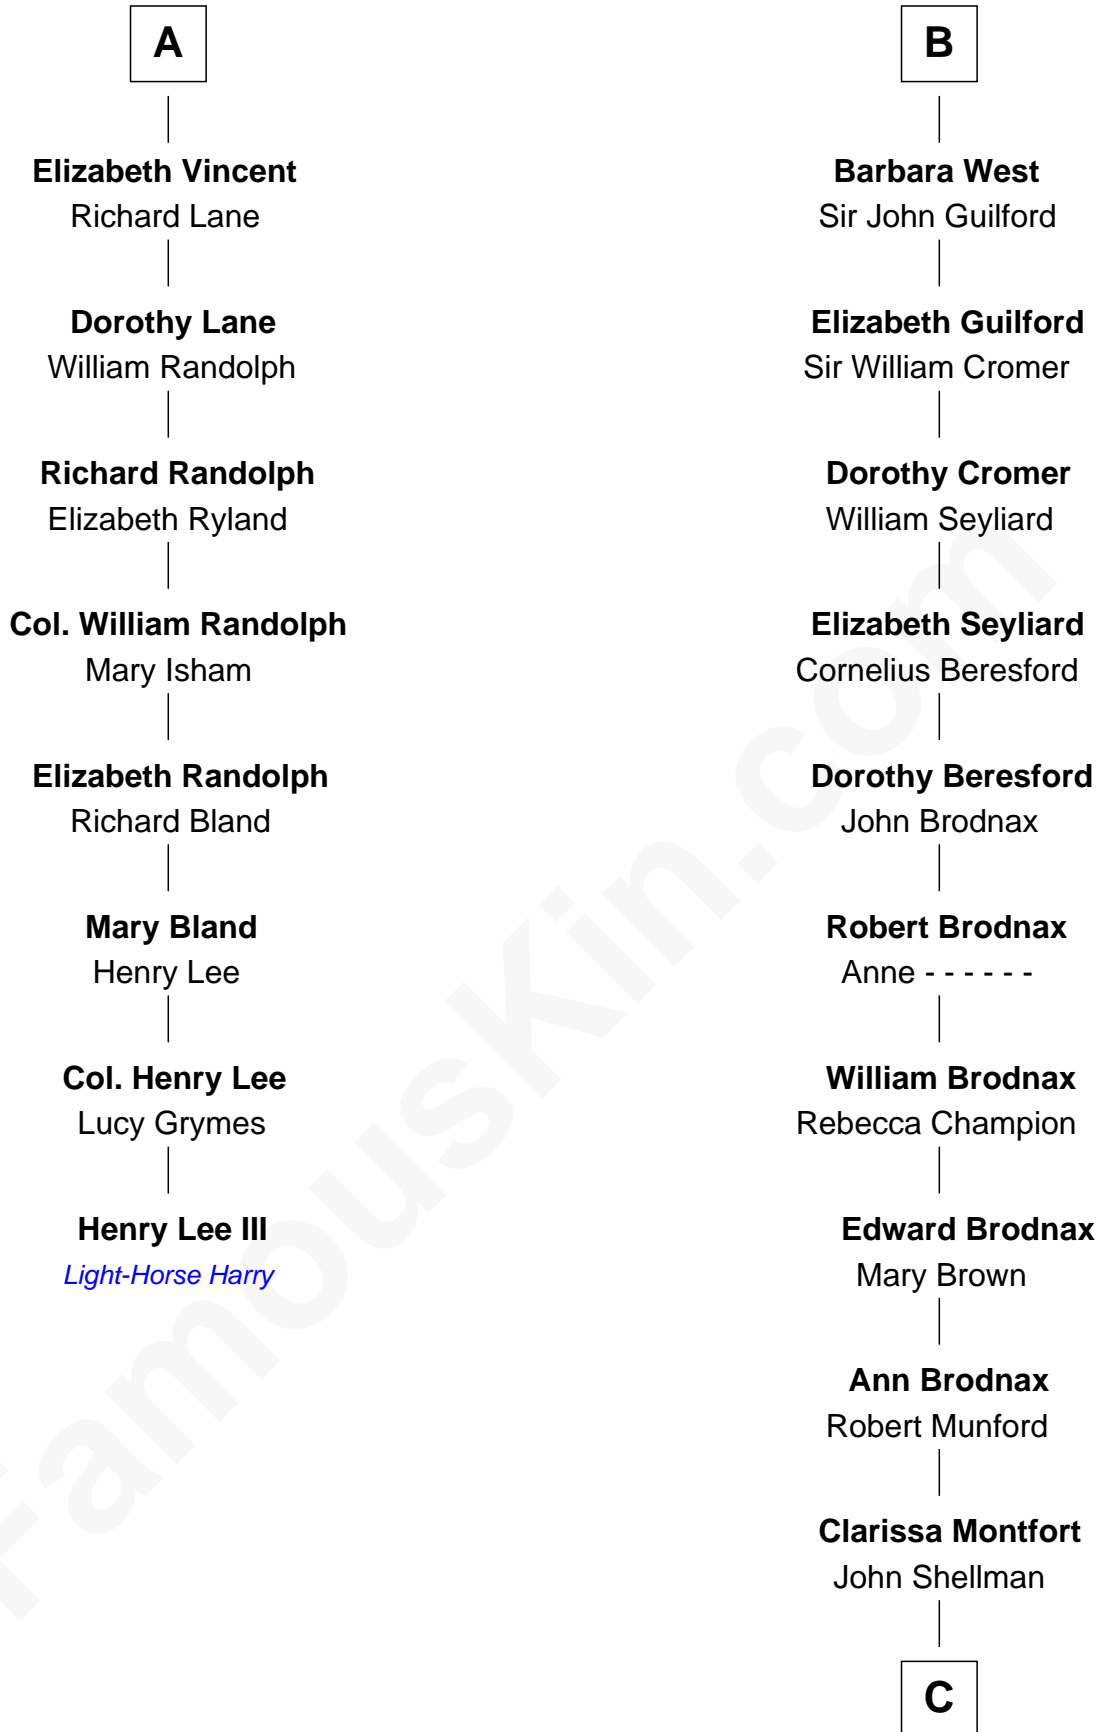 A
Elizabeth Vincent
Richard Lane
Dorothy Lane
William Randolph
Richard Randolph
Elizabeth Ryland
Col. William Randolph
Mary Isham
Elizabeth Randolph
Richard Bland
Mary Bland
Henry Lee
Col. Henry Lee
Lucy Grymes
Henry Lee III
Light-Horse Harry
B
Barbara West
Sir John Guilford
Elizabeth Guilford
Sir William Cromer
Dorothy Cromer
William Seyliard
Elizabeth Seyliard
Cornelius Beresford
Dorothy Beresford
John Brodnax
Robert Brodnax
Anne - - - - - -
William Brodnax
Rebecca Champion
Edward Brodnax
Mary Brown
Ann Brodnax
Robert Munford
Clarissa Montfort
John Shellman
C
FamousKin.com